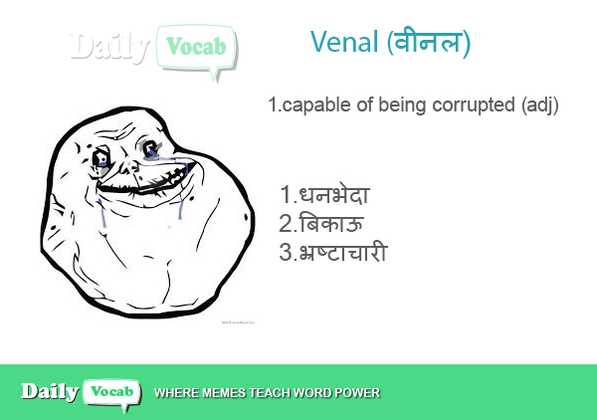 Daily Vocab
Venal (वीनल)
1.capable of being corrupted (adj)
1.धनभेदा
2.बिकाऊ
3.भ्रष्टाचारी
Daily Vocab WHERE MEMES TEACH WORD POWER